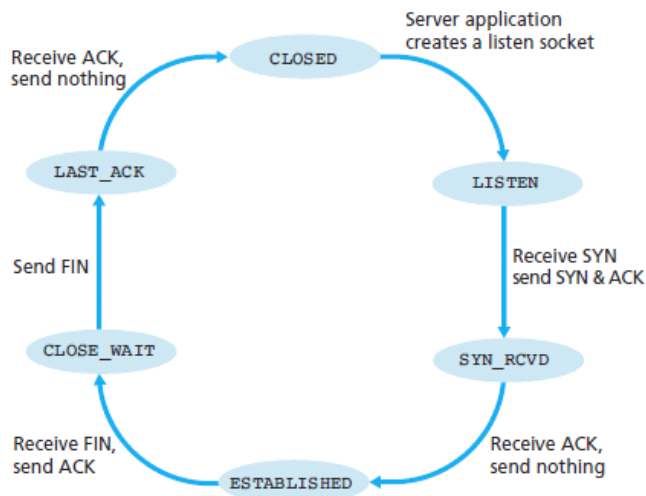 Server application
creates a listen socket
Receive ACK,
send nothing
CLOSED
LAST_ACK
LISTEN
Send FIN
Receive SYN
send SYN & ACK
CLOSE_WAIT
SYN_RCVD
Receive FIN,
send ACK
Receive ACK,
send nothing
ESTABLISHED